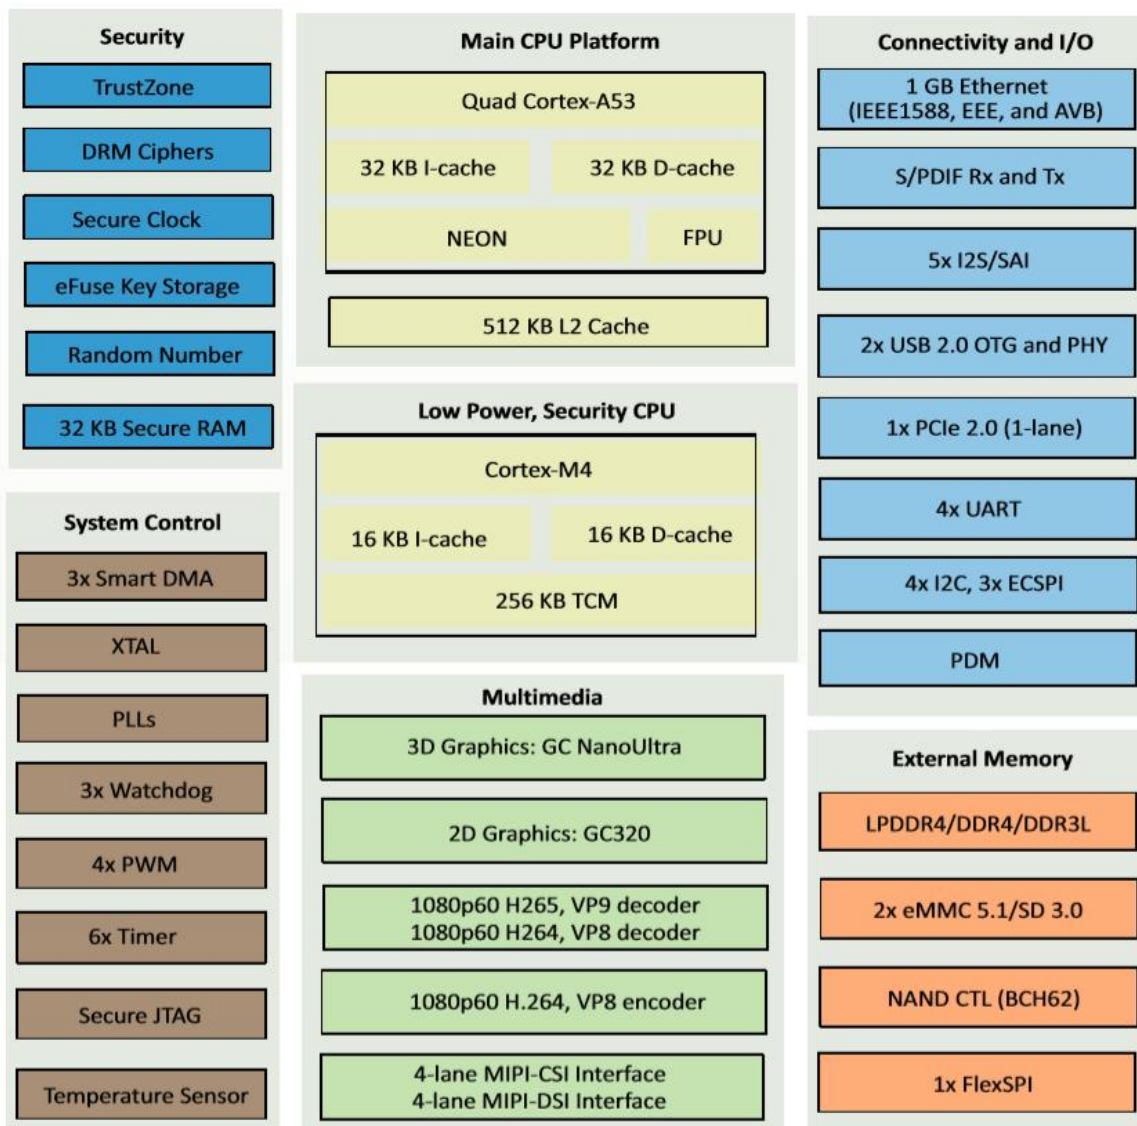 Security
TrustZone
DRM Ciphers
Secure Clock
eFuse Key Storage
Random Number
32 KB Secure RAM
System Control
3x Smart DMA
XTAL
PLLs
3x Watchdog
4x PWM
6x Timer
Secure JTAG
Temperature Sensor
Main CPU Platform
Quad Cortex-A53
32 KB I-cache 32 KB D-cache
NEON FPU
512 KB L2 Cache
Low Power, Security CPU
Cortex-M4
16 KB I-cache 16 KB D-cache
256 KB TCM
Multimedia
3D Graphics: GC NanoUltra
2D Graphics: GC320
1080p60 H265, VP9 decoder
1080p60 H264, VP8 decoder
1080p60 H.264, VP8 encoder
4-lane MIPI-CSI Interface
4-lane MIPI-DSI Interface
Connectivity and I/O
1 GB Ethernet
(IEEE1588, EEE, and AVB)
S/PDIF Rx and Tx
5x I2S/SAI
2x USB 2.0 OTG and PHY
1x PCIe 2.0 (1-lane)
4x UART
4x I2C, 3x ECSPI
PDM
External Memory
LPDDR4/DDR4/DDR3L
2x eMMC 5.1/SD 3.0
NAND CTL (BCH62)
1x FlexSPI